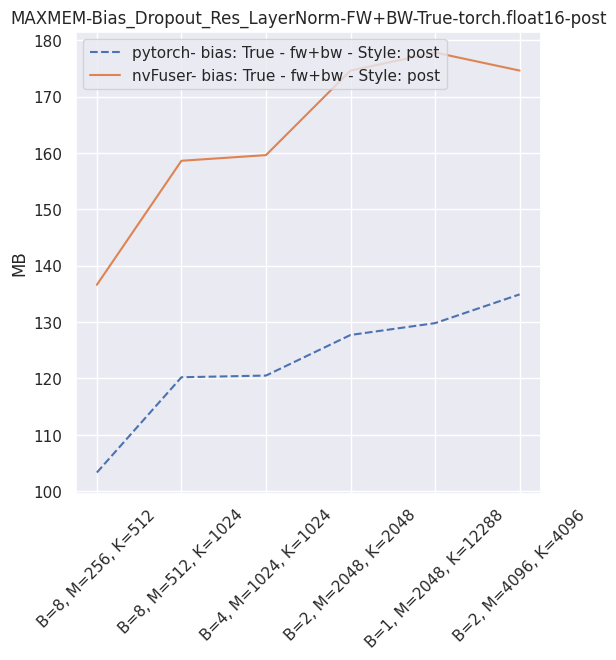 MAXMEM-Bias_Dropout_Res_LayerNorm-FW+BW-True-torch.float16-post
pytorch- bias: True - fw+bw - Style: post
nvFuser- bias: True - fw+bw - Style: post
MB
180
170
160
150
140
130
120
110
100
B=8, M=256, K=512
B=8, M=512, K=1024
B=4, M=1024, K=1024
B=2, M=2048, K=2048
B=1, M=2048, K=12288
B=2, M=4096, K=4096